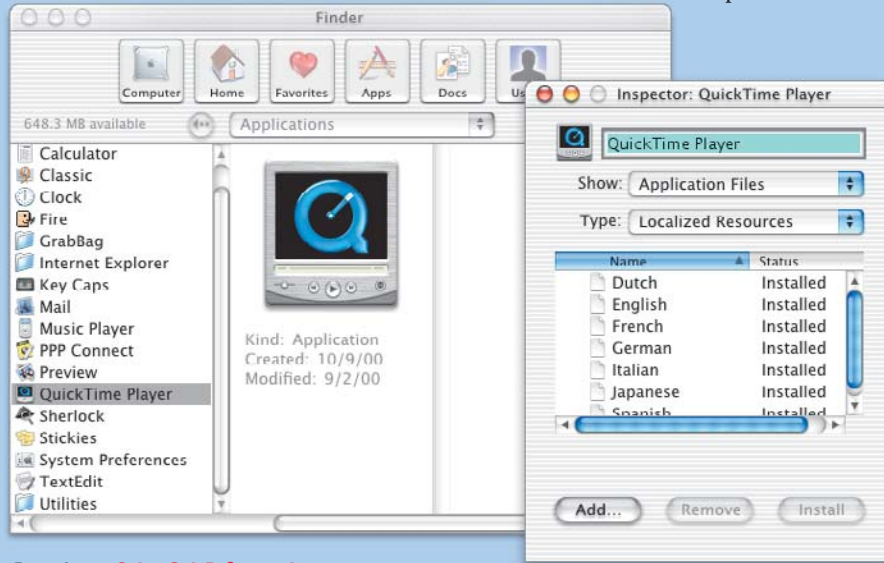 Finder
Computer
Home
Favorites
Apps
Docs
648.3 MB available
Applications
Calculator
Classic
Clock
Fire
GrabBag
Internet Explorer
Key Caps
Mail
Music Player
PPP Connect
Preview
QuickTime Player
Sherlock
Stickies
System Preferences
TextEdit
Utilities
Kind: Application
Created: 10/9/00
Modified: 9/2/00
Inspector: QuickTime Player
QuickTime Player
Show: Application Files
Type: Localized Resources
Name Status
Dutch Installed
English Installed
French Installed
German Installed
Italian Installed
Japanese Installed
Spanish Installed
Add... Remove Install